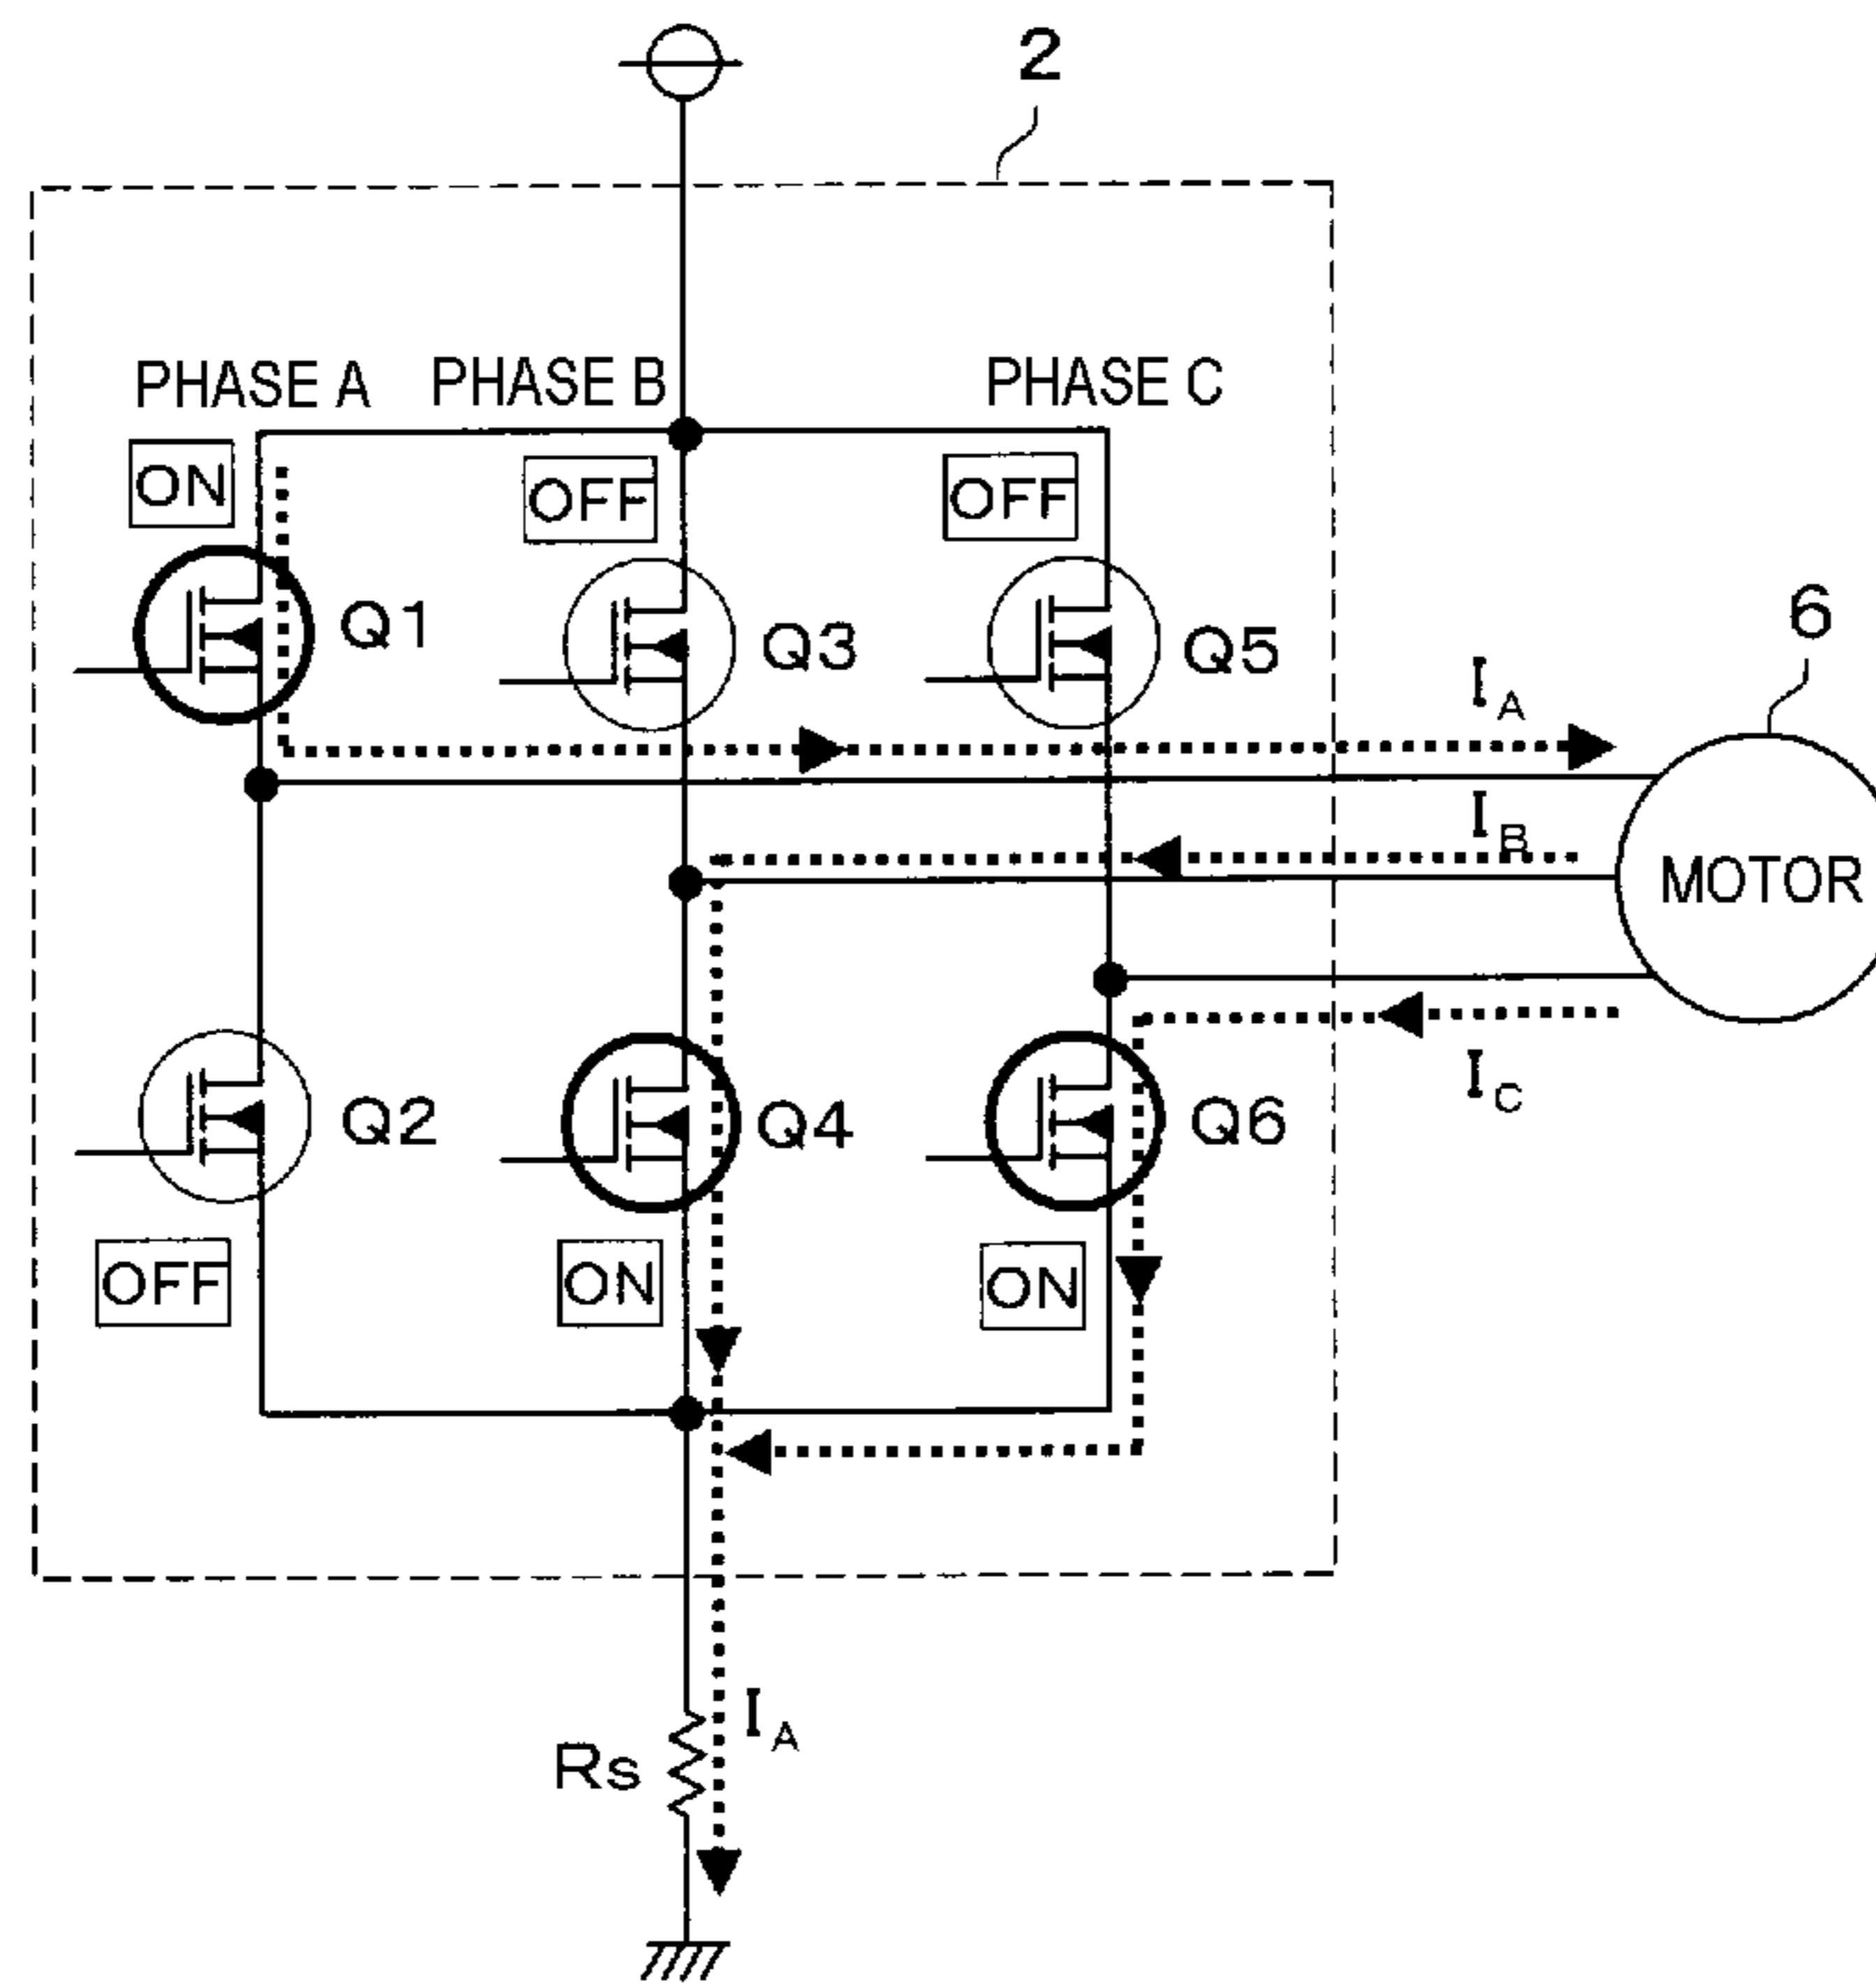 2
PHASE A PHASE B PHASE C
ON OFF OFF
Q1 Q3 Q5
6
IA
IB
MOTOR
IC
Q2 Q4 Q6
OFF ON ON
IA
Rs